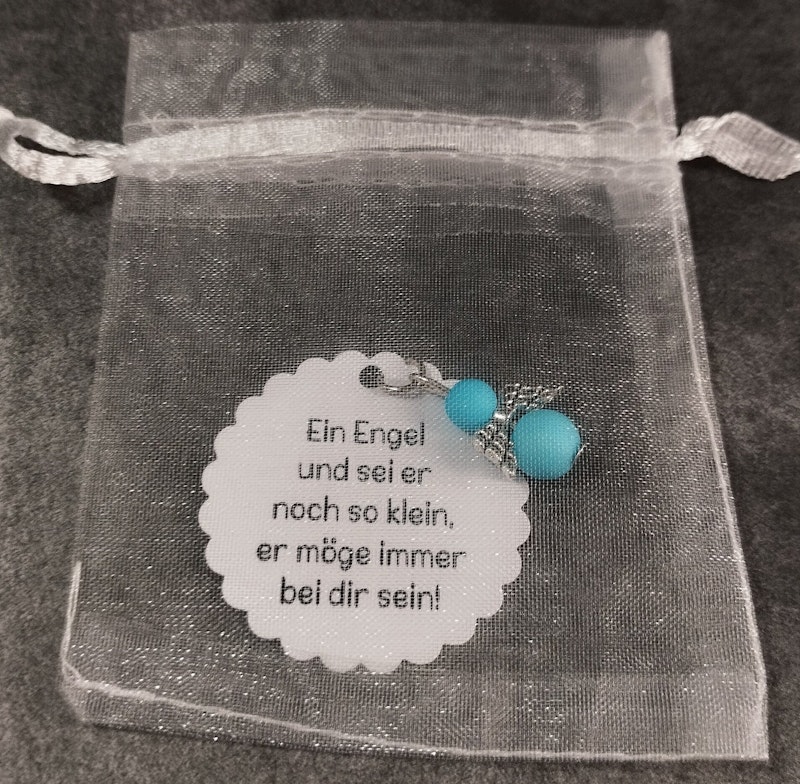 Ein Engel
und sei er
noch so klein,
er möge immer
bei dir sein!